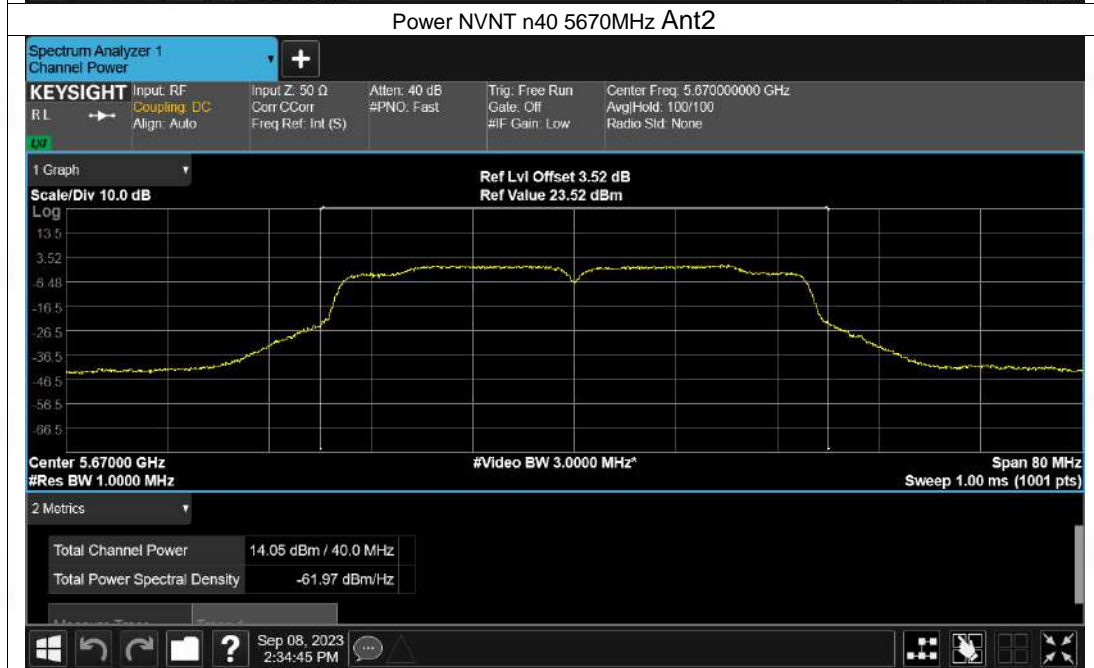 Power NVNT n40 5670MHz Ant2
Spectrum Analyzer 1
Channel Power
+
KEYSIGHT
RL
LXI
Input: RF
Coupling: DC
Align: Auto
Input Z: 50 Ω
Corr CCorr
Freq Ref: Int (S)
Atten: 40 dB
#PNO: Fast
Trig: Free Run
Gate: Off
#IF Gain: Low
Center Freq: 5.670000000 GHz
Avg|Hold: 100/100
Radio Std: None
1 Graph
Scale/Div 10.0 dB
Ref Lvl Offset 3.52 dB
Ref Value 23.52 dBm
Log
13.5
3.52
-6.48
-16.5
-26.5
-36.5
-46.5
-56.5
-66.5
Center 5.67000 GHz
#Res BW 1.0000 MHz
#Video BW 3.0000 MHz*
Span 80 MHz
Sweep 1.00 ms (1001 pts)
2 Metrics
Total Channel Power 14.05 dBm / 40.0 MHz
Total Power Spectral Density -61.97 dBm/Hz
?
Sep 08, 2023
2:34:45 PM